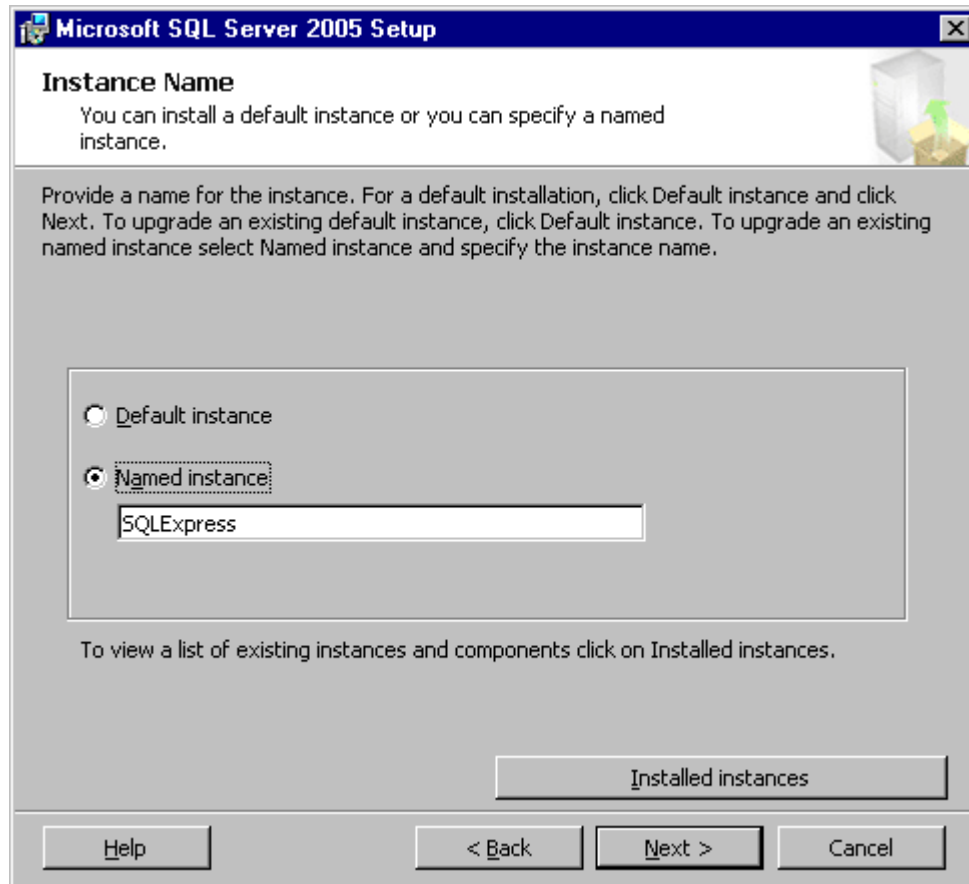 Microsoft SQL Server 2005 Setup
Instance Name
You can install a default instance or you can specify a named
instance.
Provide a name for the instance. For a default installation, click Default instance and click
Next. To upgrade an existing default instance, click Default instance. To upgrade an existing
named instance select Named instance and specify the instance name.
Default instance
Named instance
SQLExpress
To view a list of existing instances and components click on Installed instances.
Installed instances
Help
< Back
Next >
Cancel